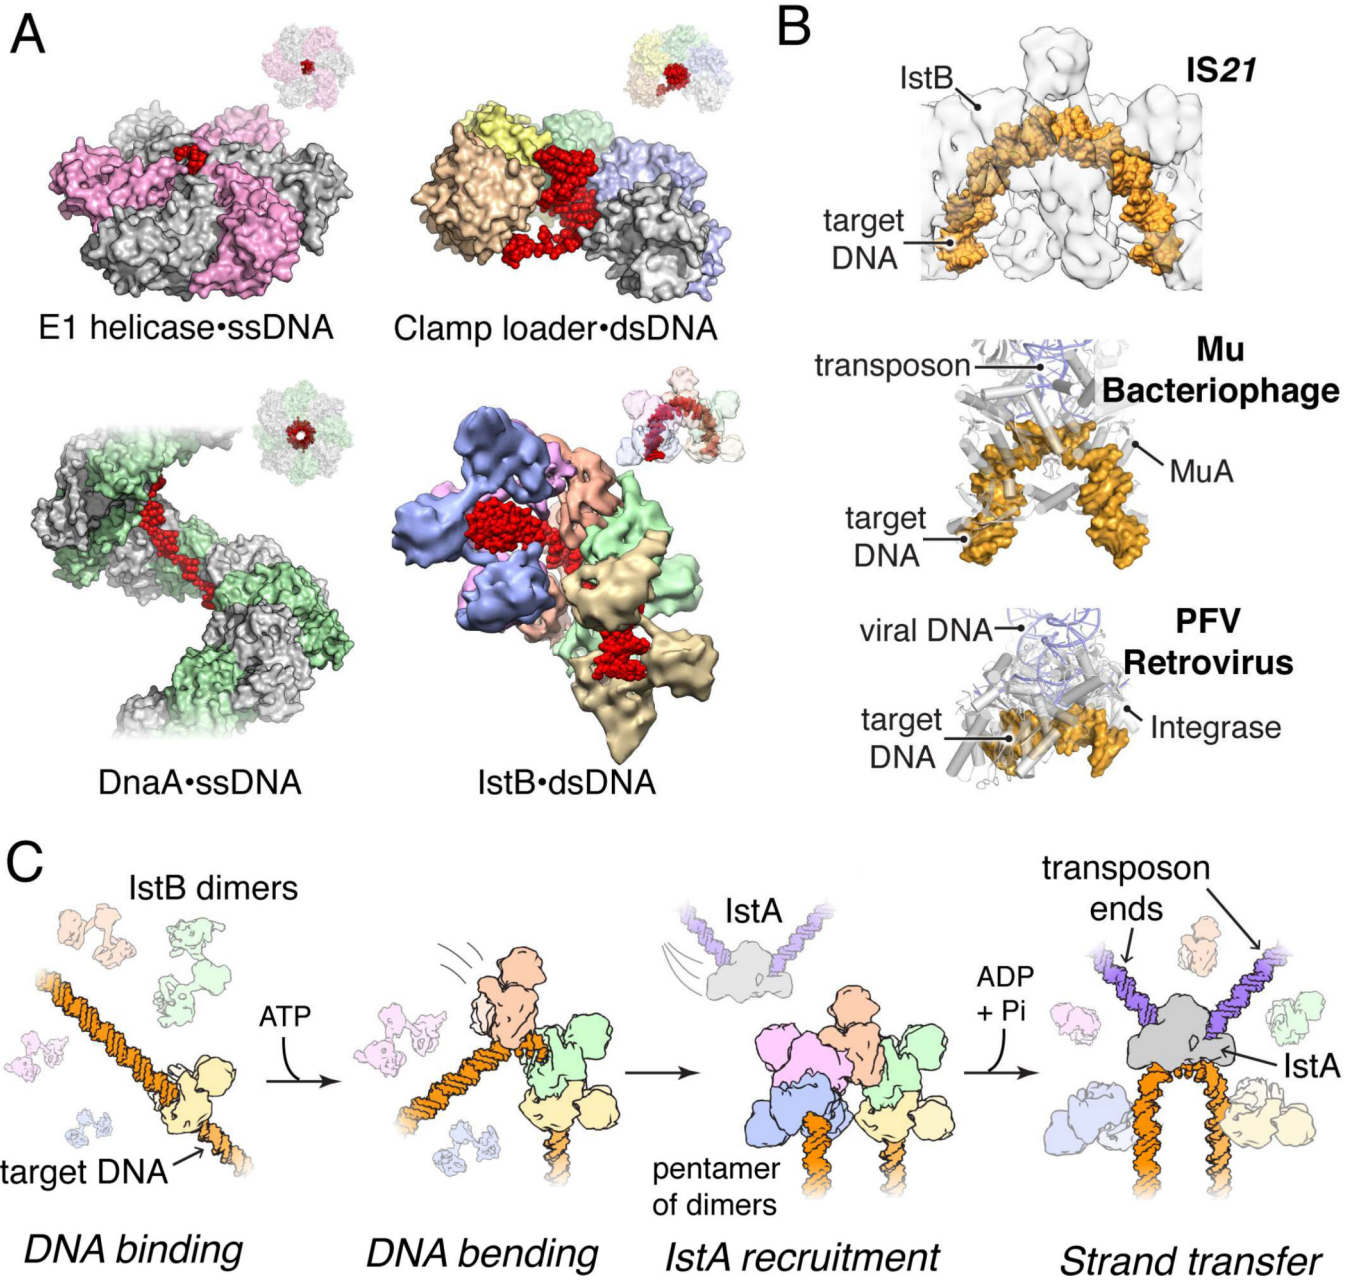 A
E1 helicase•ssDNA
Clamp loader•dsDNA
DnaA•ssDNA
IstB•dsDNA
B
IS21
IstB
target
DNA
Mu
Bacteriophage
transposon
MuA
target
DNA
PFV
Retrovirus
viral DNA
Integrase
target
DNA
C
IstB dimers
target DNA
ATP
DNA binding
DNA bending
IstA
pentamer
of dimers
IstA recruitment
ADP
+ Pi
transposon
ends
IstA
Strand transfer